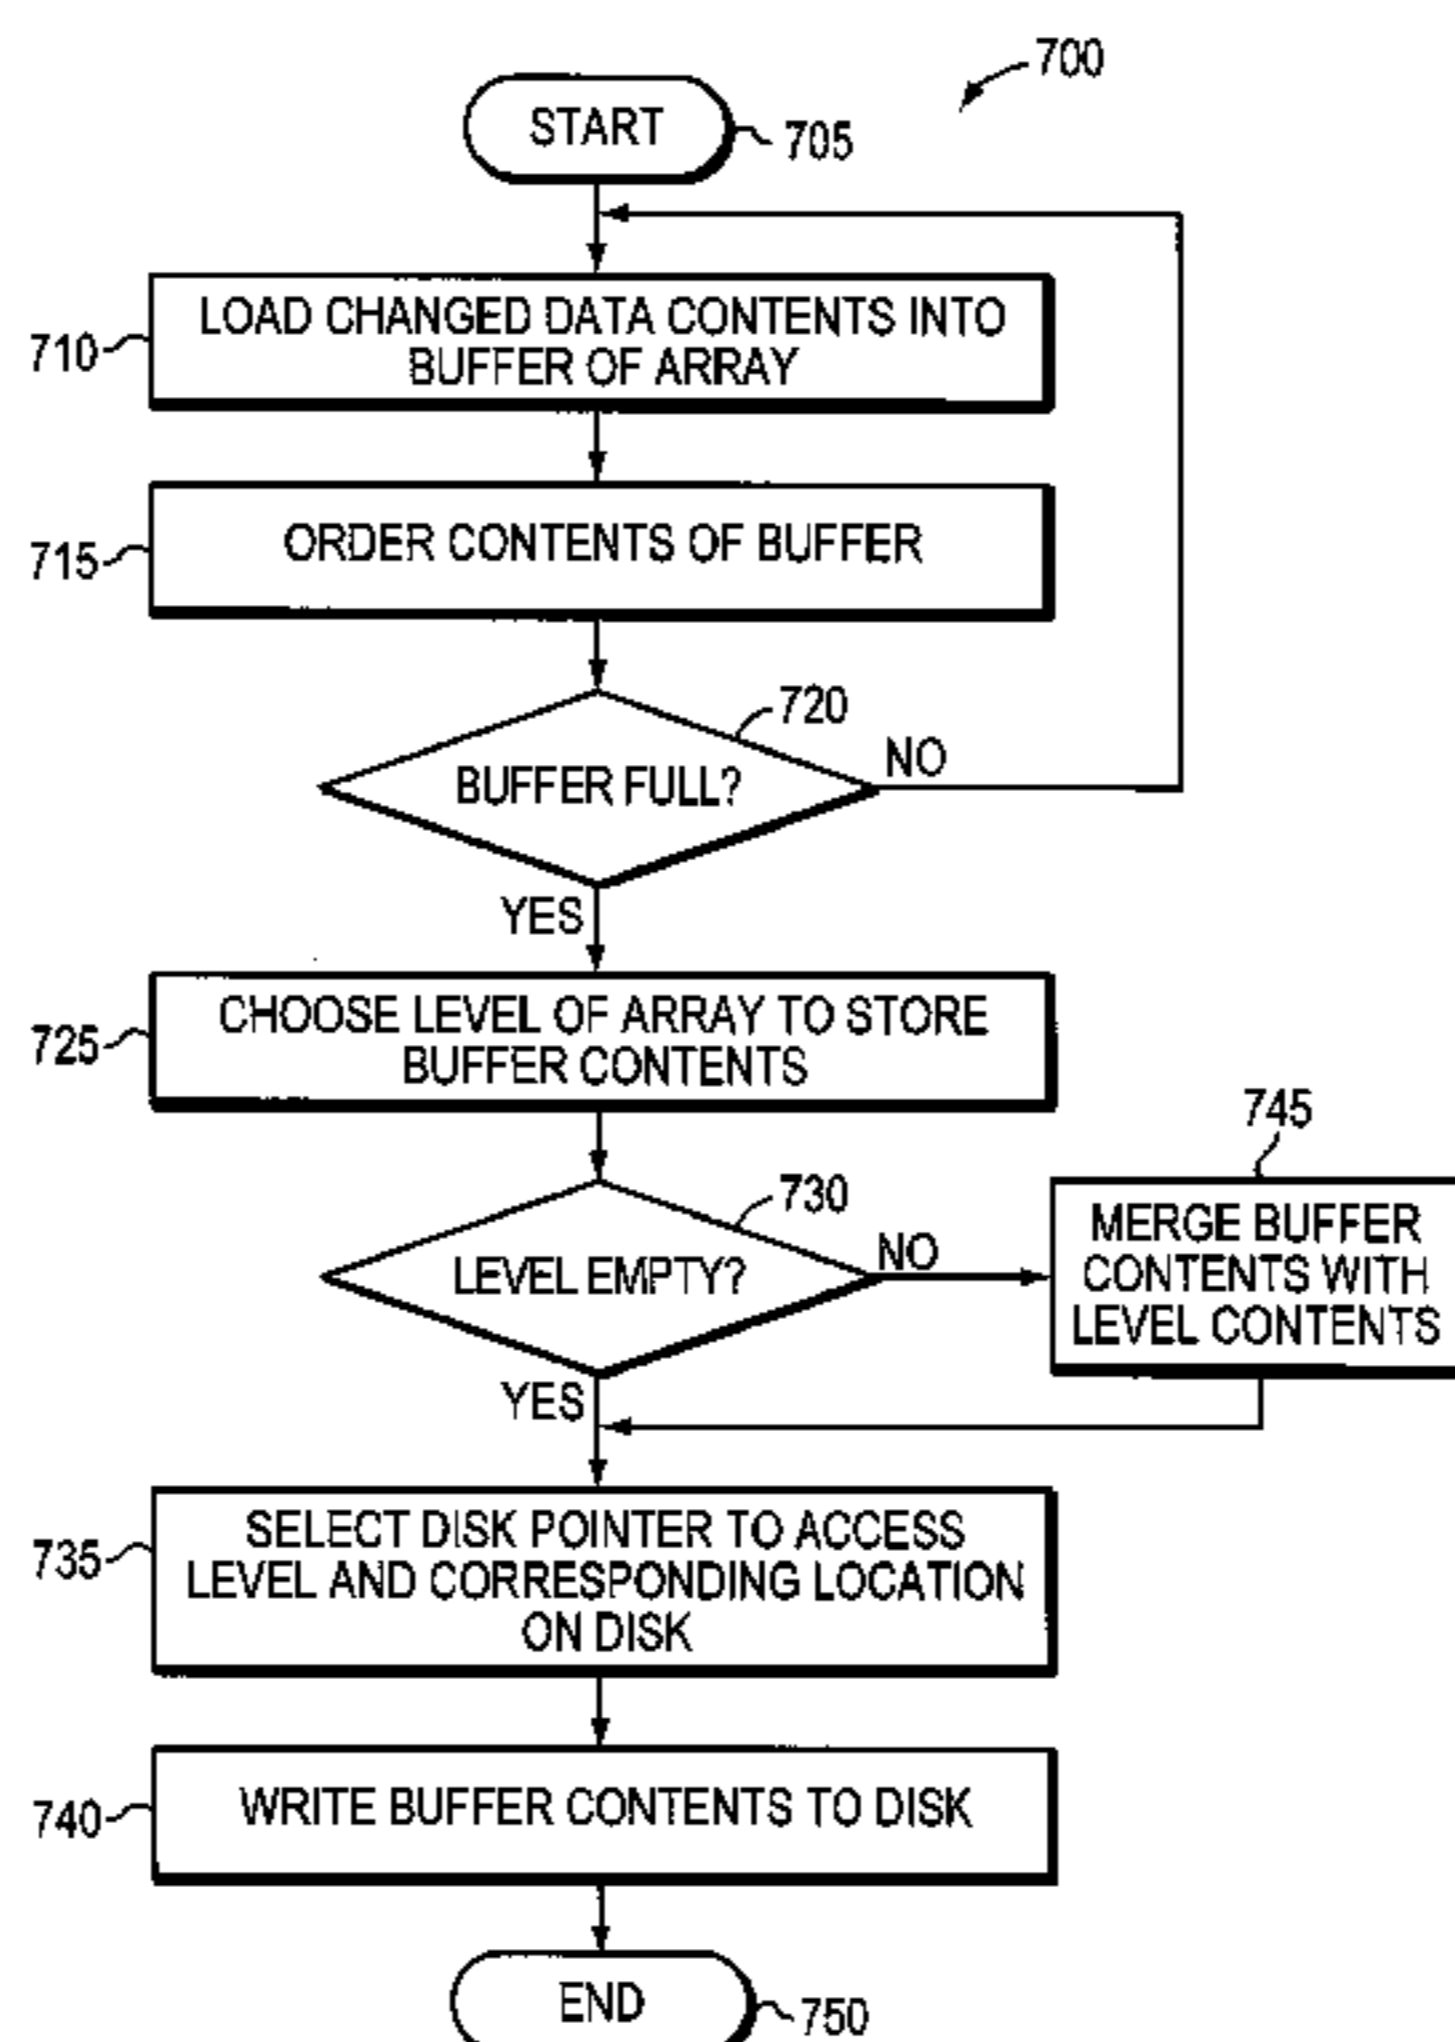 700
START
705
LOAD CHANGED DATA CONTENTS INTO
BUFFER OF ARRAY
710
ORDER CONTENTS OF BUFFER
715
720
BUFFER FULL?
NO
YES
CHOOSE LEVEL OF ARRAY TO STORE
BUFFER CONTENTS
725
745
730
LEVEL EMPTY?
NO
MERGE BUFFER
CONTENTS WITH
LEVEL CONTENTS
YES
SELECT DISK POINTER TO ACCESS
LEVEL AND CORRESPONDING LOCATION
ON DISK
735
WRITE BUFFER CONTENTS TO DISK
740
END
750